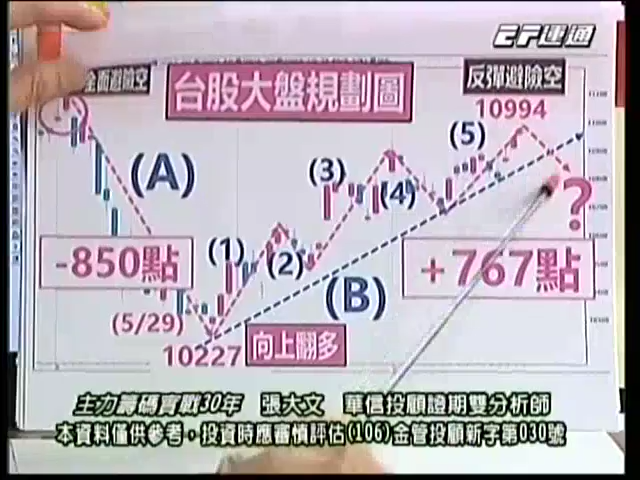 EF運通
全面避險空
台股大盤規劃圖
反彈避險空
10994
(A)
(3)
(5)
(4)
?
-850點
(1)
(2)
+767點
(B)
(5/29)
10227
向上翻多
主力籌碼實戰30年 張大文 華信投顧證期雙分析師
本資料僅供參考，投資時應審慎評估(106)金管投顧新字第030號